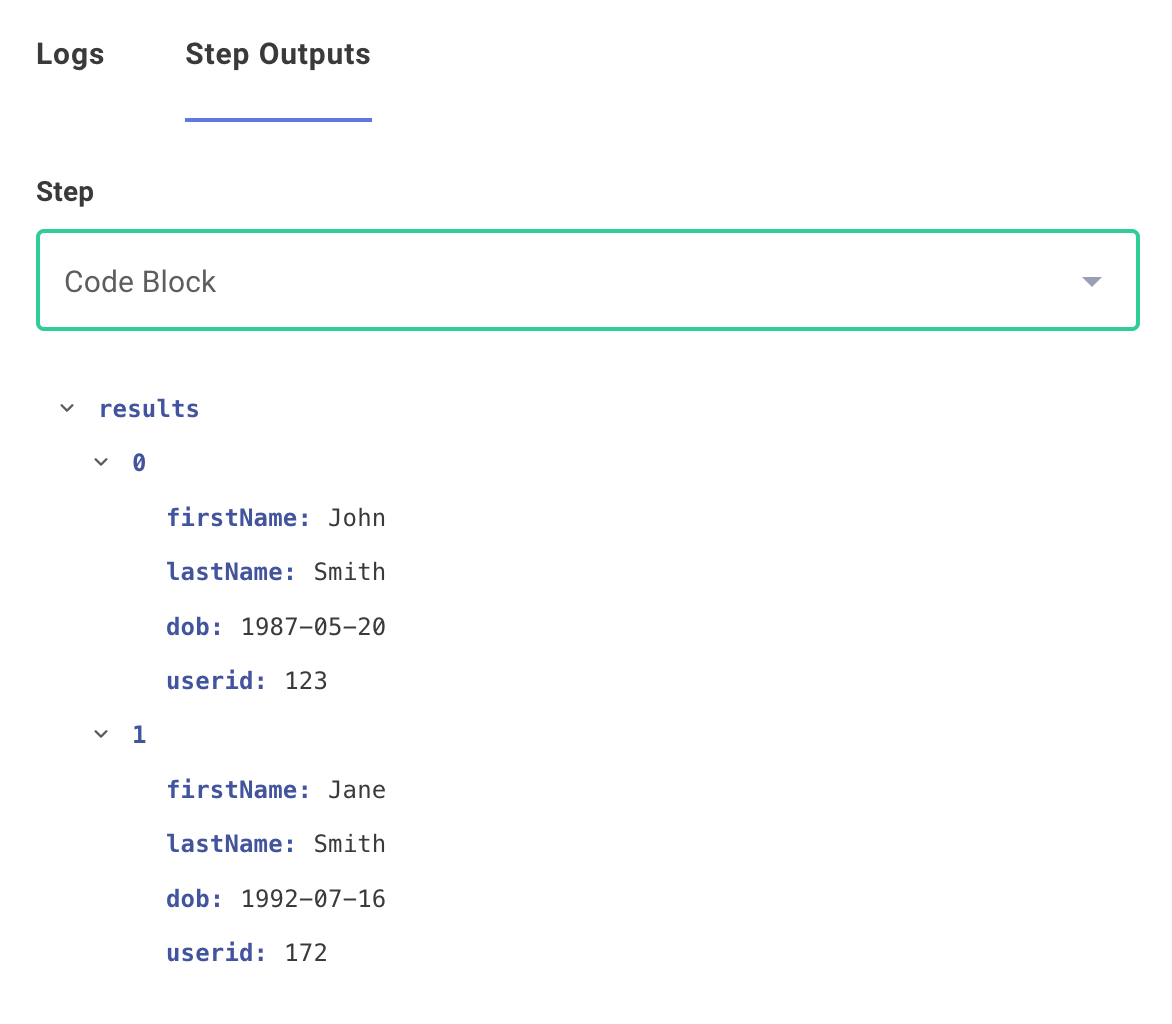 Logs Step Outputs
Step
Code Block
results
0
firstName: John
lastName: Smith
dob: 1987-05-20
userid: 123
1
firstName: Jane
lastName: Smith
dob: 1992-07-16
userid: 172